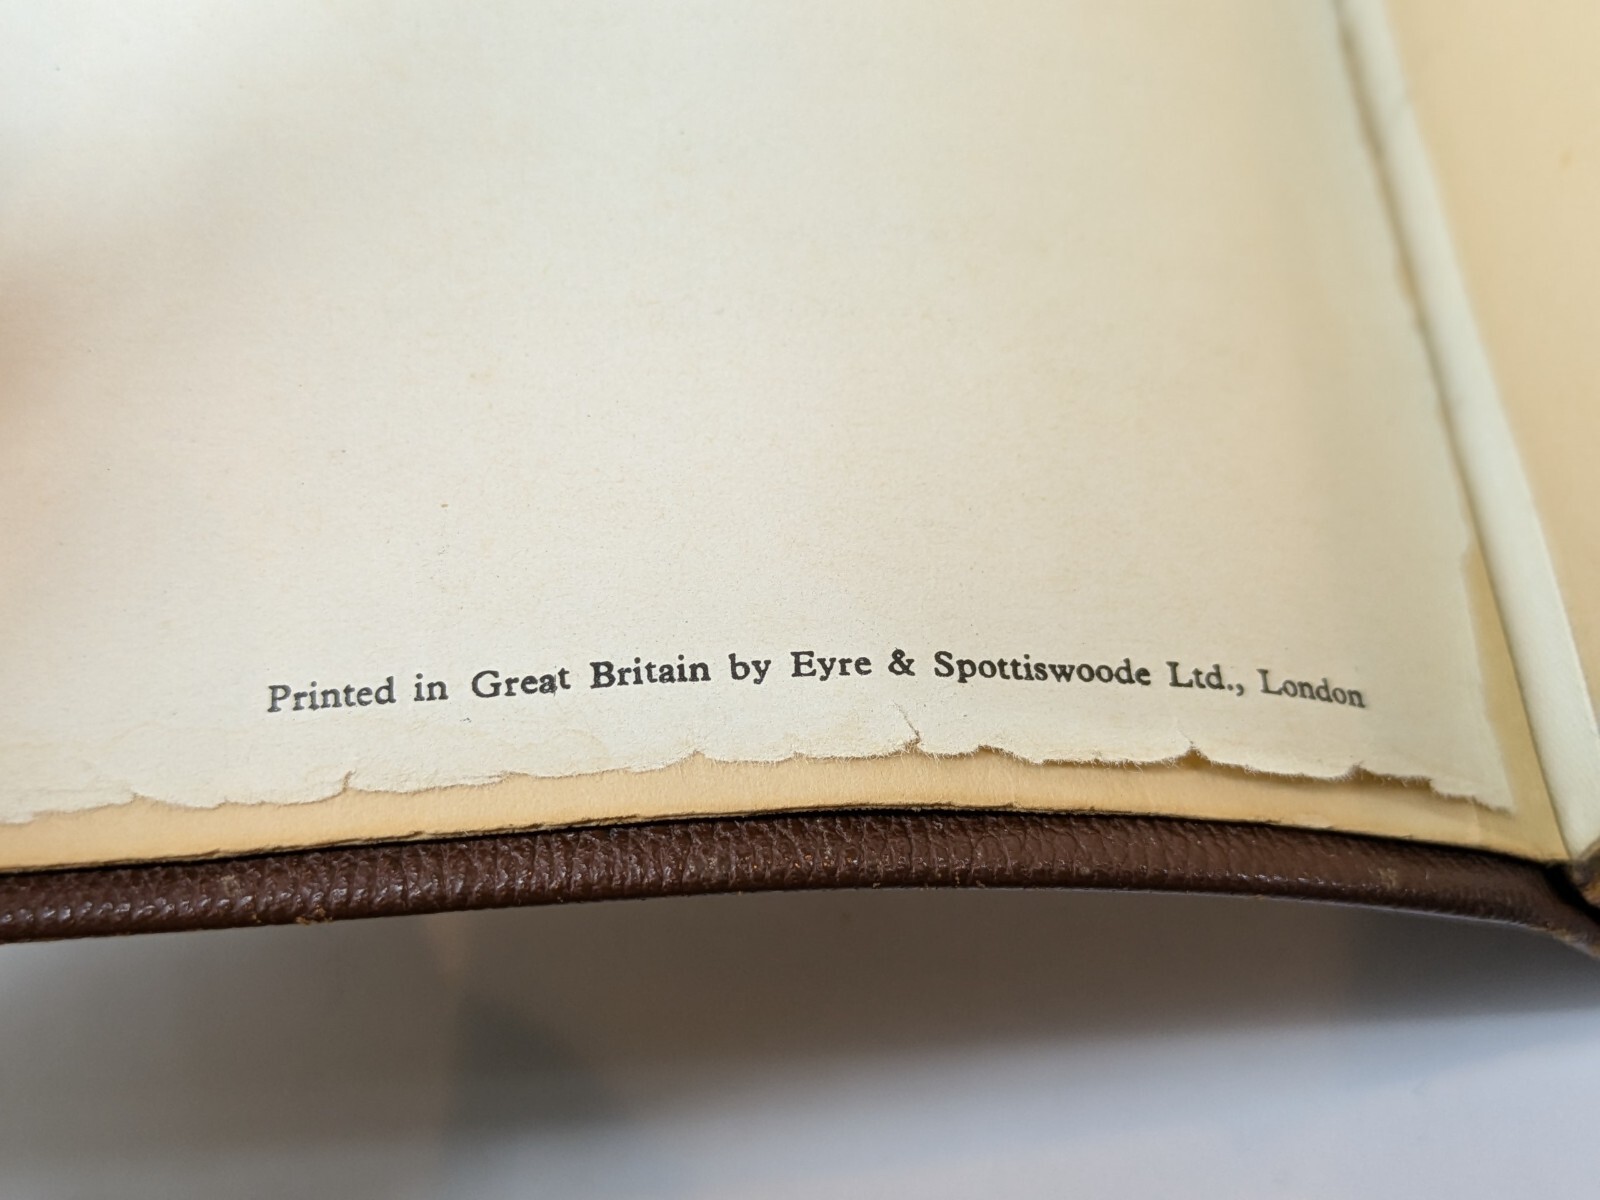 Printed in Great Britain by Eyre & Spottiswoode Ltd., London